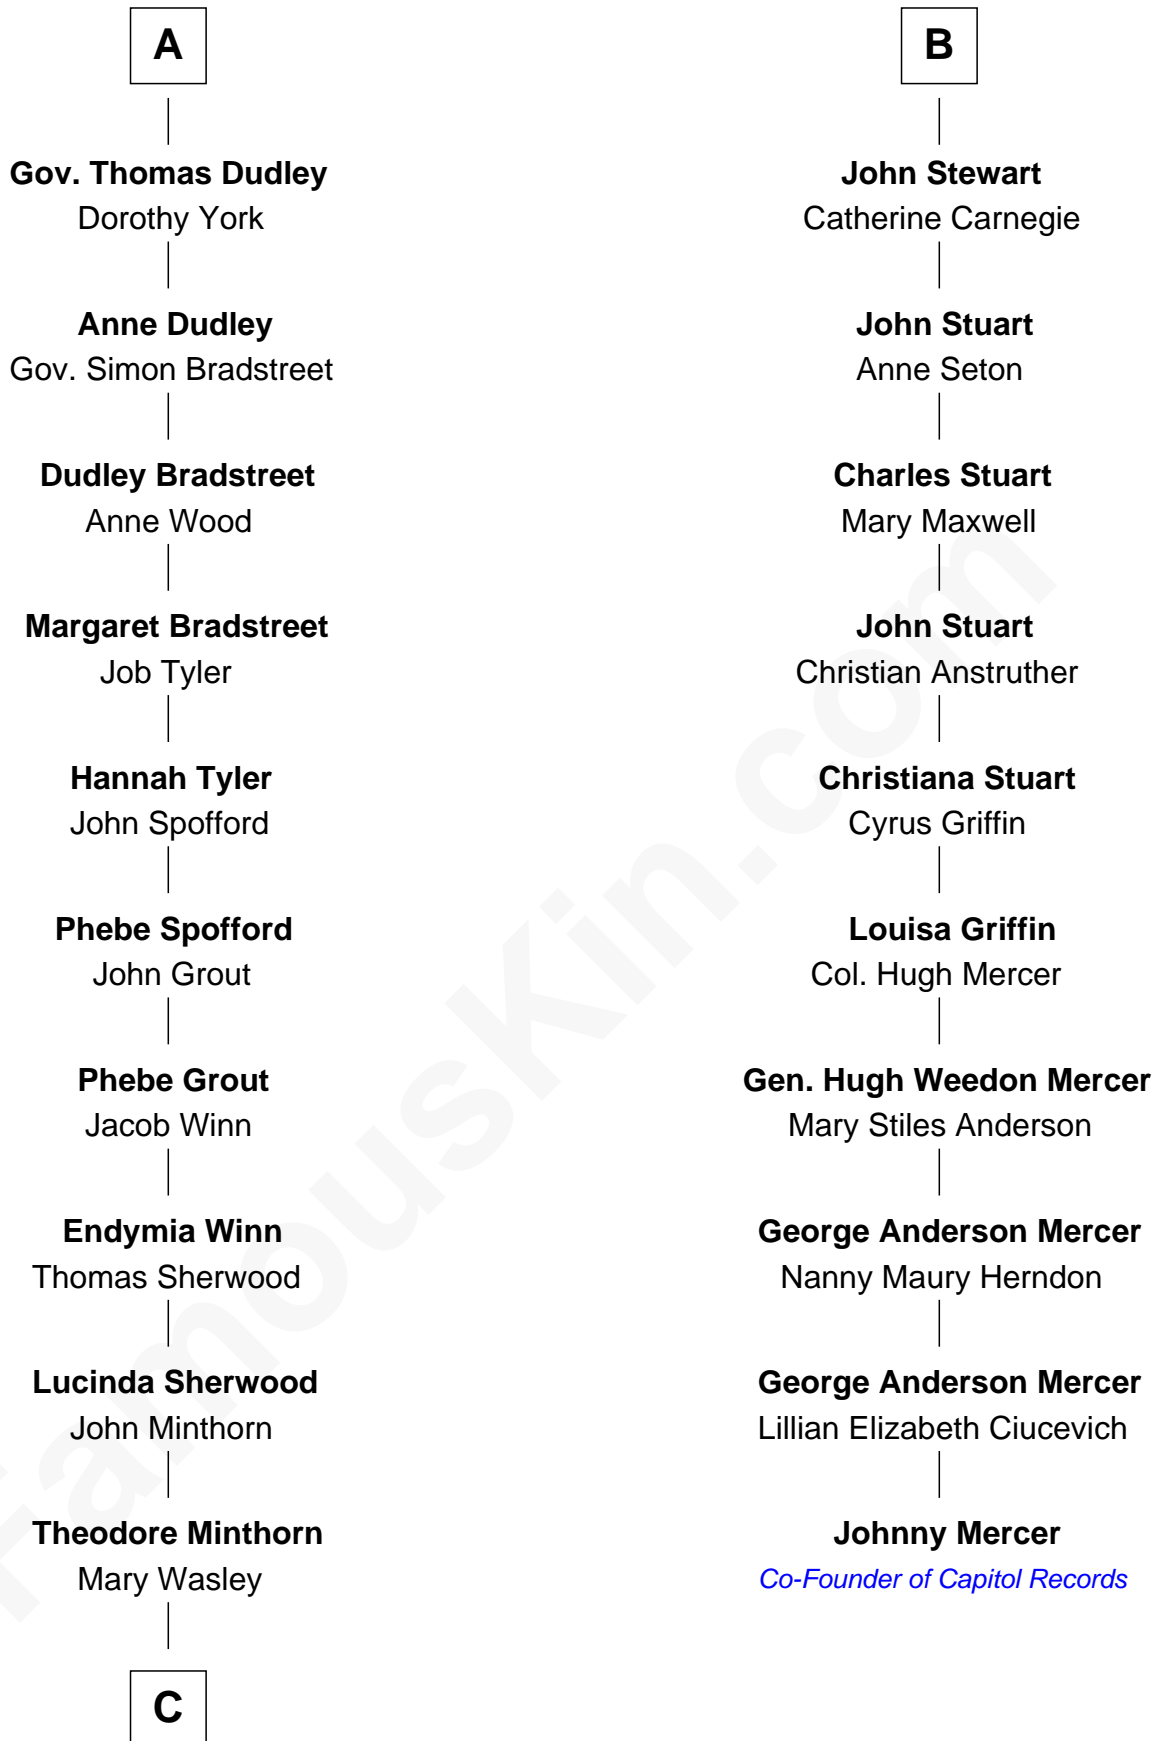 A
Gov. Thomas Dudley
Dorothy York
Anne Dudley
Gov. Simon Bradstreet
Dudley Bradstreet
Anne Wood
Margaret Bradstreet
Job Tyler
Hannah Tyler
John Spofford
Phebe Spofford
John Grout
Phebe Grout
Jacob Winn
Endymia Winn
Thomas Sherwood
Lucinda Sherwood
John Minthorn
Theodore Minthorn
Mary Wasley
C
B
John Stewart
Catherine Carnegie
John Stuart
Anne Seton
Charles Stuart
Mary Maxwell
John Stuart
Christian Anstruther
Christiana Stuart
Cyrus Griffin
Louisa Griffin
Col. Hugh Mercer
Gen. Hugh Weedon Mercer
Mary Stiles Anderson
George Anderson Mercer
Nanny Maury Herndon
George Anderson Mercer
Lillian Elizabeth Ciucevich
Johnny Mercer
Co-Founder of Capitol Records
FamousKin.com